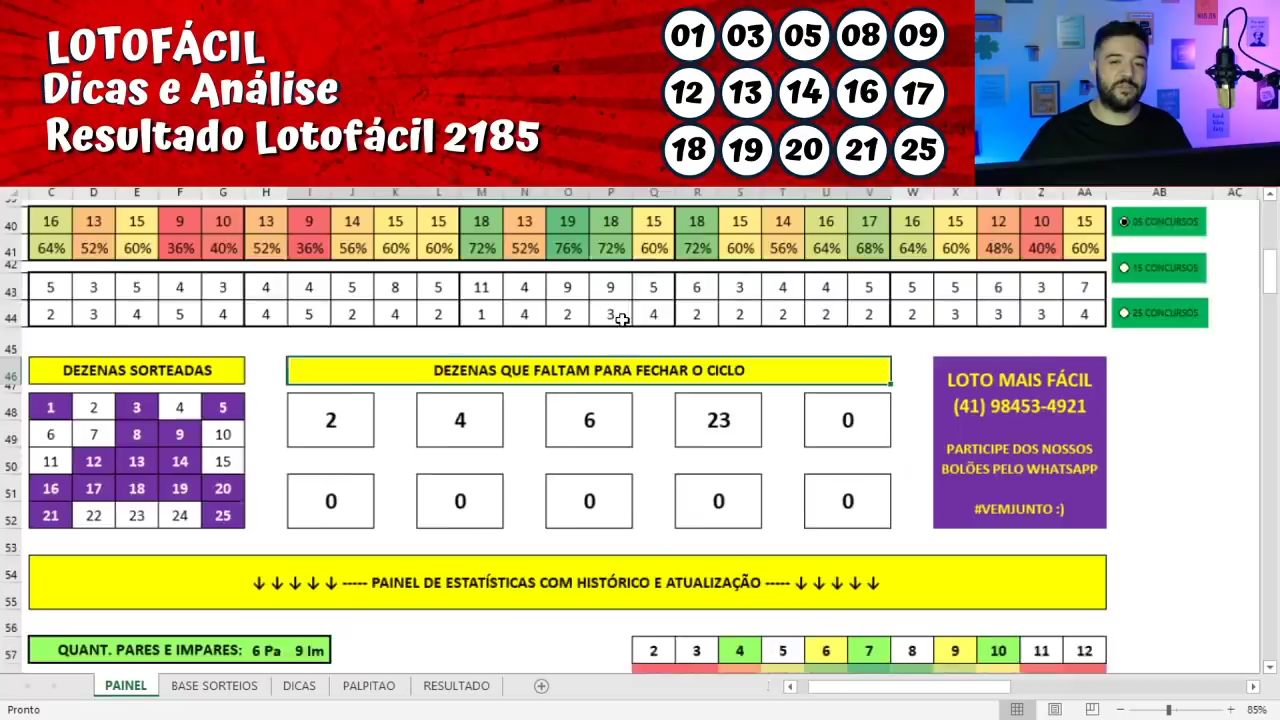 LOTOFÁCIL
Dicas e Análise
Resultado Lotofácil 2185
01 03 05 08 09
12 13 14 16 17
18 19 20 21 25
C D E F G H I J K L M N O P Q R S T U V W X Y Z AA AB AC
40 16 13 15 9 10 13 9 14 15 15 18 13 19 18 15 18 15 14 16 17 16 15 12 10 15
41 64% 52% 60% 36% 40% 52% 36% 56% 60% 60% 72% 52% 76% 72% 60% 72% 60% 56% 64% 68% 64% 60% 48% 40% 60%
42
43 5 3 5 4 3 4 4 5 8 5 11 4 9 9 5 6 3 4 4 5 5 5 6 3 7
44 2 3 4 5 4 4 5 2 4 2 1 4 2 3 4 2 2 2 2 2 2 3 3 3 4
05 CONCURSOS
15 CONCURSOS
25 CONCURSOS
45
46
47
48
49
50
51
52
53
54
55
56
57
DEZENAS SORTEADAS
1 2 3 4 5
6 7 8 9 10
11 12 13 14 15
16 17 18 19 20
21 22 23 24 25
DEZENAS QUE FALTAM PARA FECHAR O CICLO
2 4 6 23 0
0 0 0 0 0
LOTO MAIS FÁCIL
(41) 98453-4921
PARTICIPE DOS NOSSOS
BOLÕES PELO WHATSAPP
#VEMJUNTO :)
↓ ↓ ↓ ↓ ↓ ----- PAINEL DE ESTATÍSTICAS COM HISTÓRICO E ATUALIZAÇÃO ----- ↓ ↓ ↓ ↓ ↓
QUANT. PARES E IMPARES: 6 Pa 9 Im
2 3 4 5 6 7 8 9 10 11 12
PAINEL BASE SORTEIOS DICAS PALPITAO RESULTADO
Pronto
85%